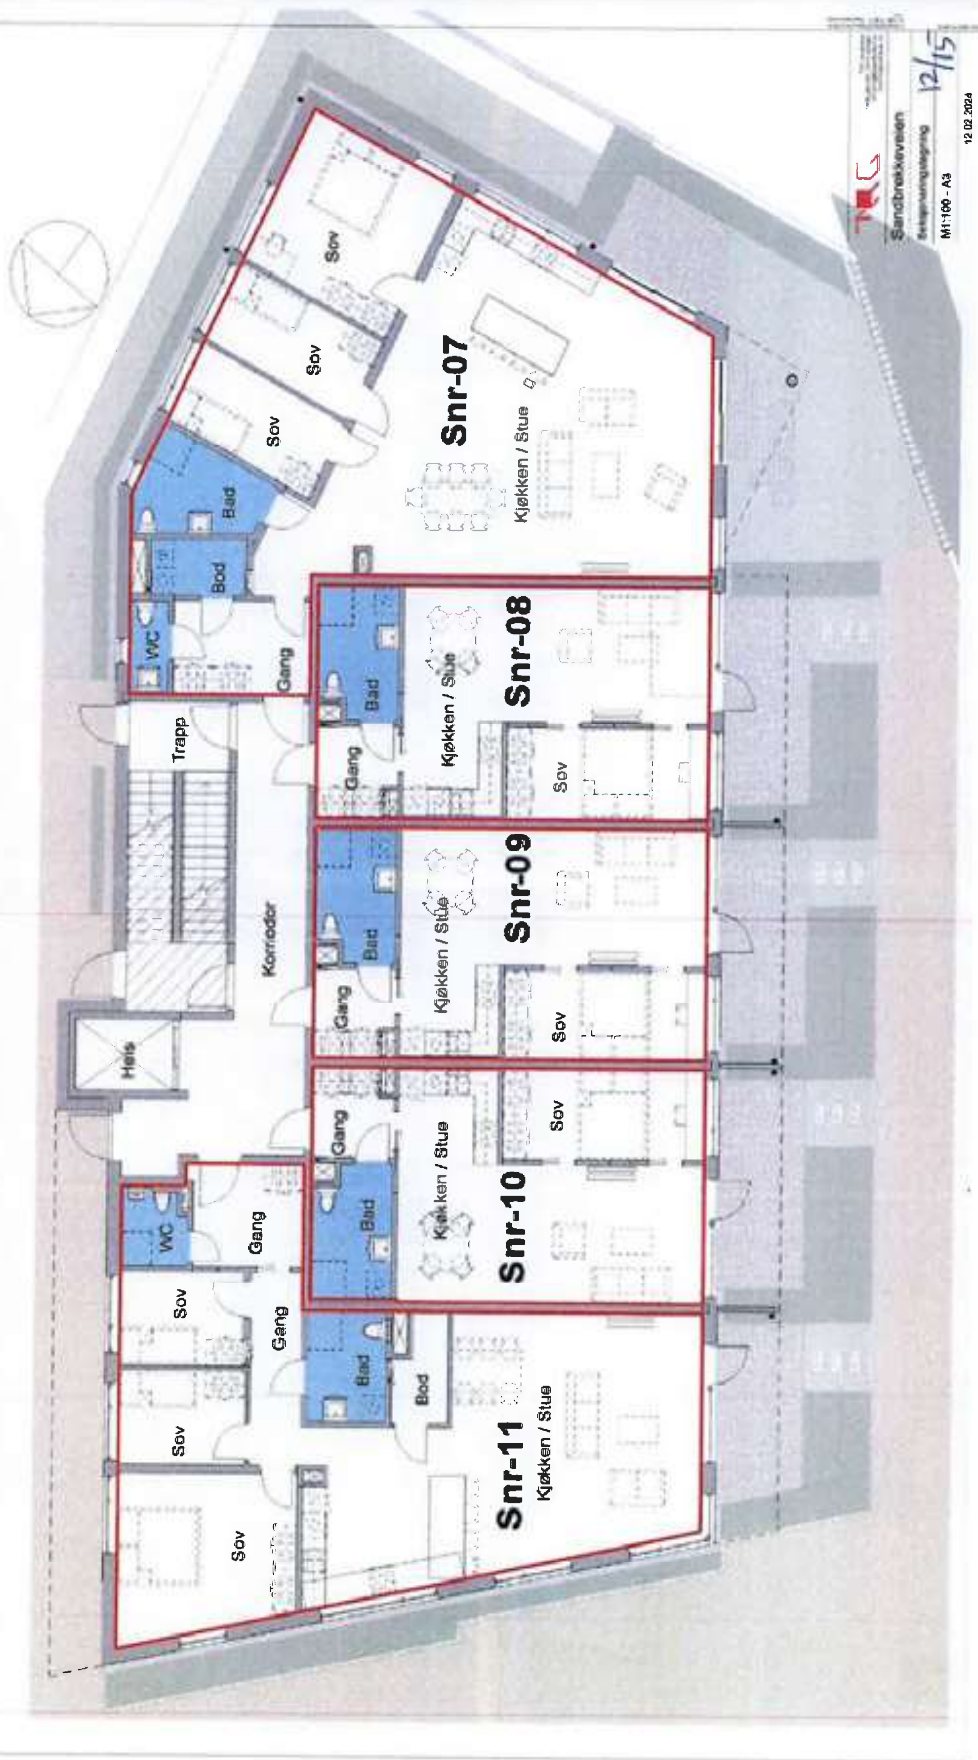 Sov
Sov
Sov
Bad
Bod
WC
Gang
Snr-07
Kjøkken / Stue
Trapp
Korriedor
Heis
Bad
Gang
Kjøkken / Stue
Snr-08
Sov
Bad
Gang
Kjøkken / Stue
Snr-09
Sov
Gang
Bad
Kjøkken / Stue
Snr-10
Sov
WC
Gang
Sov
Gang
Sov
Sov
Bad
Bod
Snr-11
Kjøkken / Stue
Sandbrekkeveien
12/15
M1:100 - A3
12.02.2024